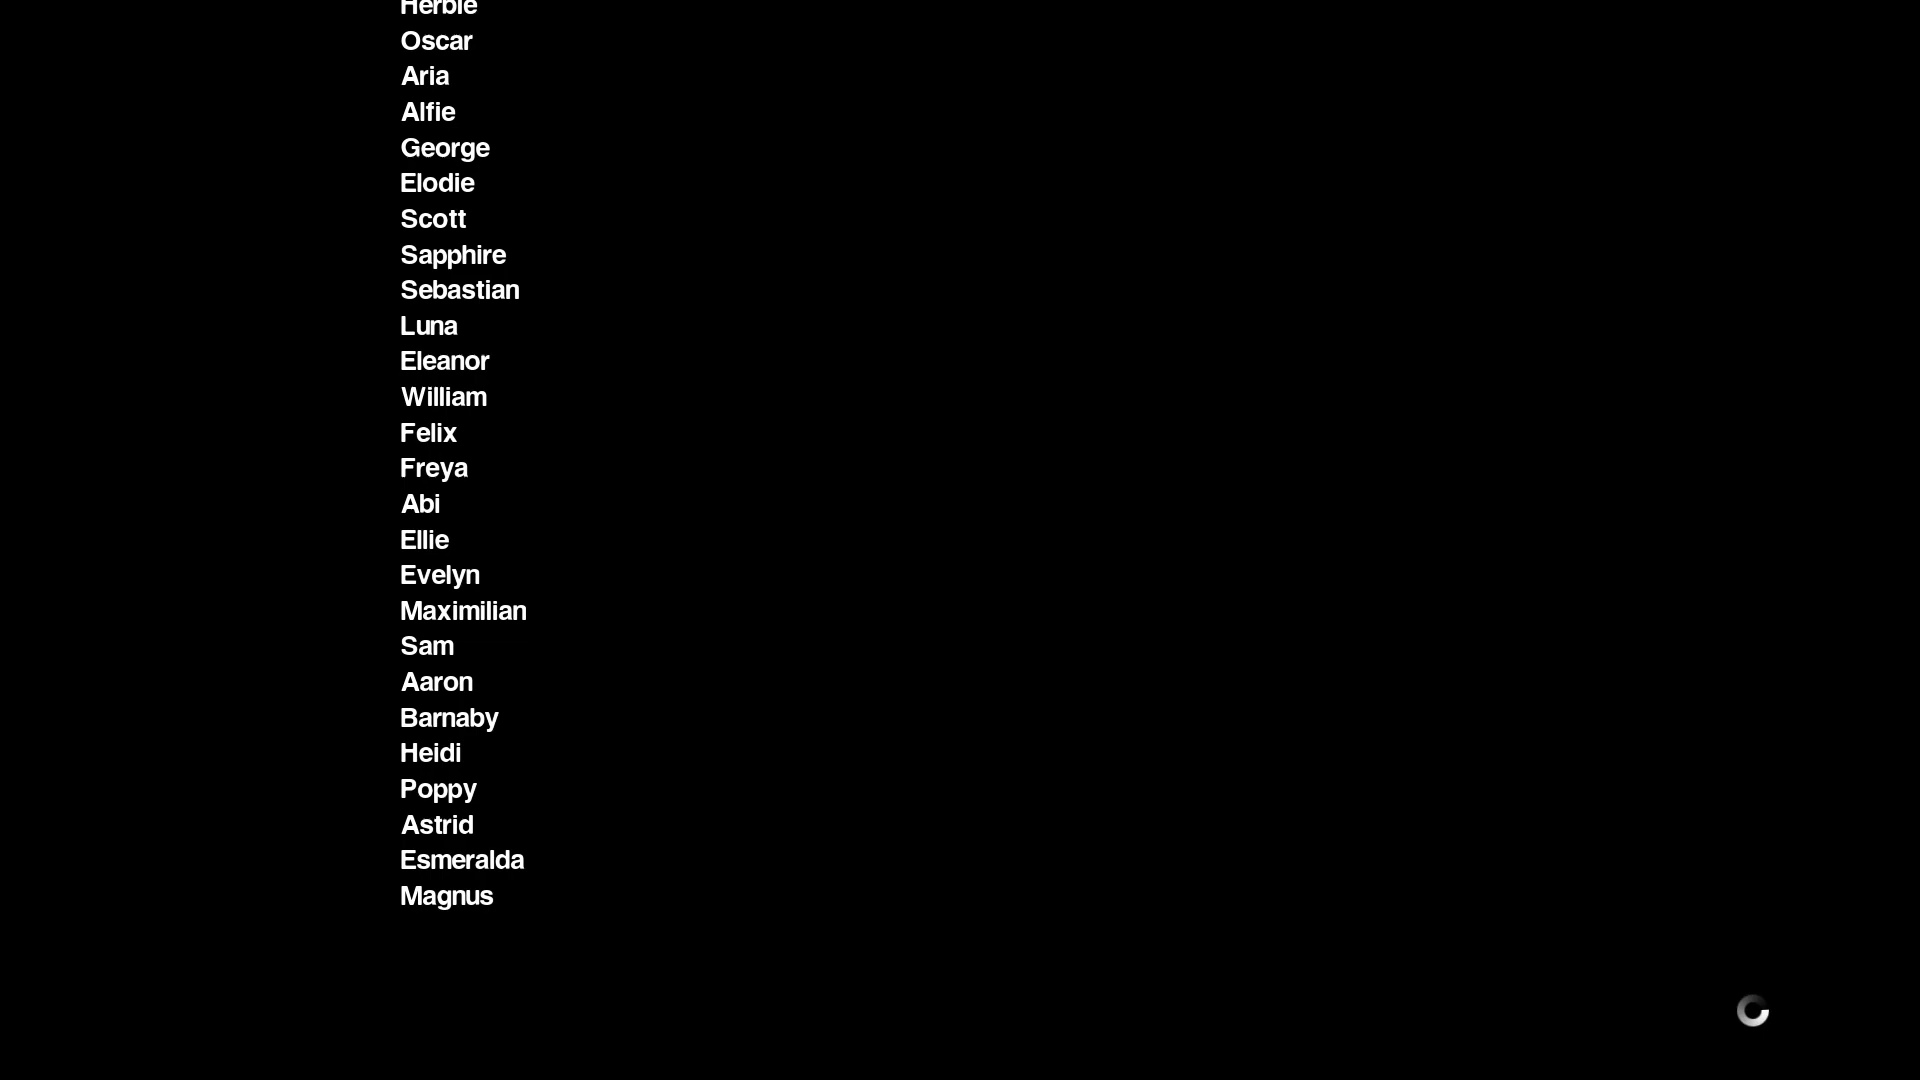 Herbie
Oscar
Aria
Alfie
George
Elodie
Scott
Sapphire
Sebastian
Luna
Eleanor
William
Felix
Freya
Abi
Ellie
Evelyn
Maximilian
Sam
Aaron
Barnaby
Heidi
Poppy
Astrid
Esmeralda
Magnus